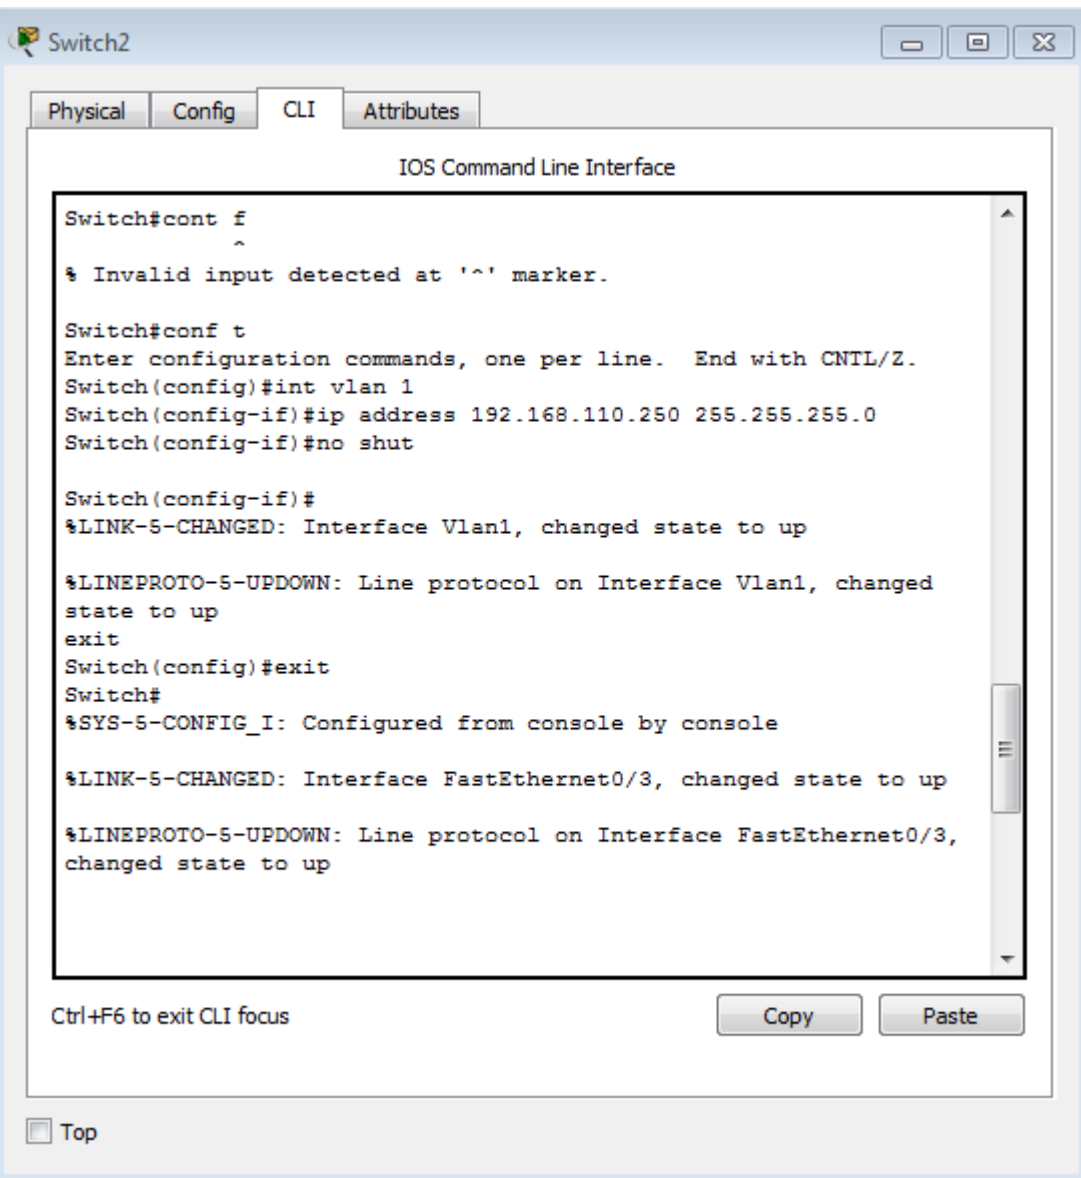 Switch2
Physical Config CLI Attributes
IOS Command Line Interface
Switch#cont f
^
% Invalid input detected at '^' marker.
Switch#conf t
Enter configuration commands, one per line.  End with CNTL/Z.
Switch(config)#int vlan 1
Switch(config-if)#ip address 192.168.110.250 255.255.255.0
Switch(config-if)#no shut
Switch(config-if)#
%LINK-5-CHANGED: Interface Vlan1, changed state to up
%LINEPROTO-5-UPDOWN: Line protocol on Interface Vlan1, changed
state to up
exit
Switch(config)#exit
Switch#
%SYS-5-CONFIG_I: Configured from console by console
%LINK-5-CHANGED: Interface FastEthernet0/3, changed state to up
%LINEPROTO-5-UPDOWN: Line protocol on Interface FastEthernet0/3,
changed state to up
Ctrl+F6 to exit CLI focus Copy Paste
Top